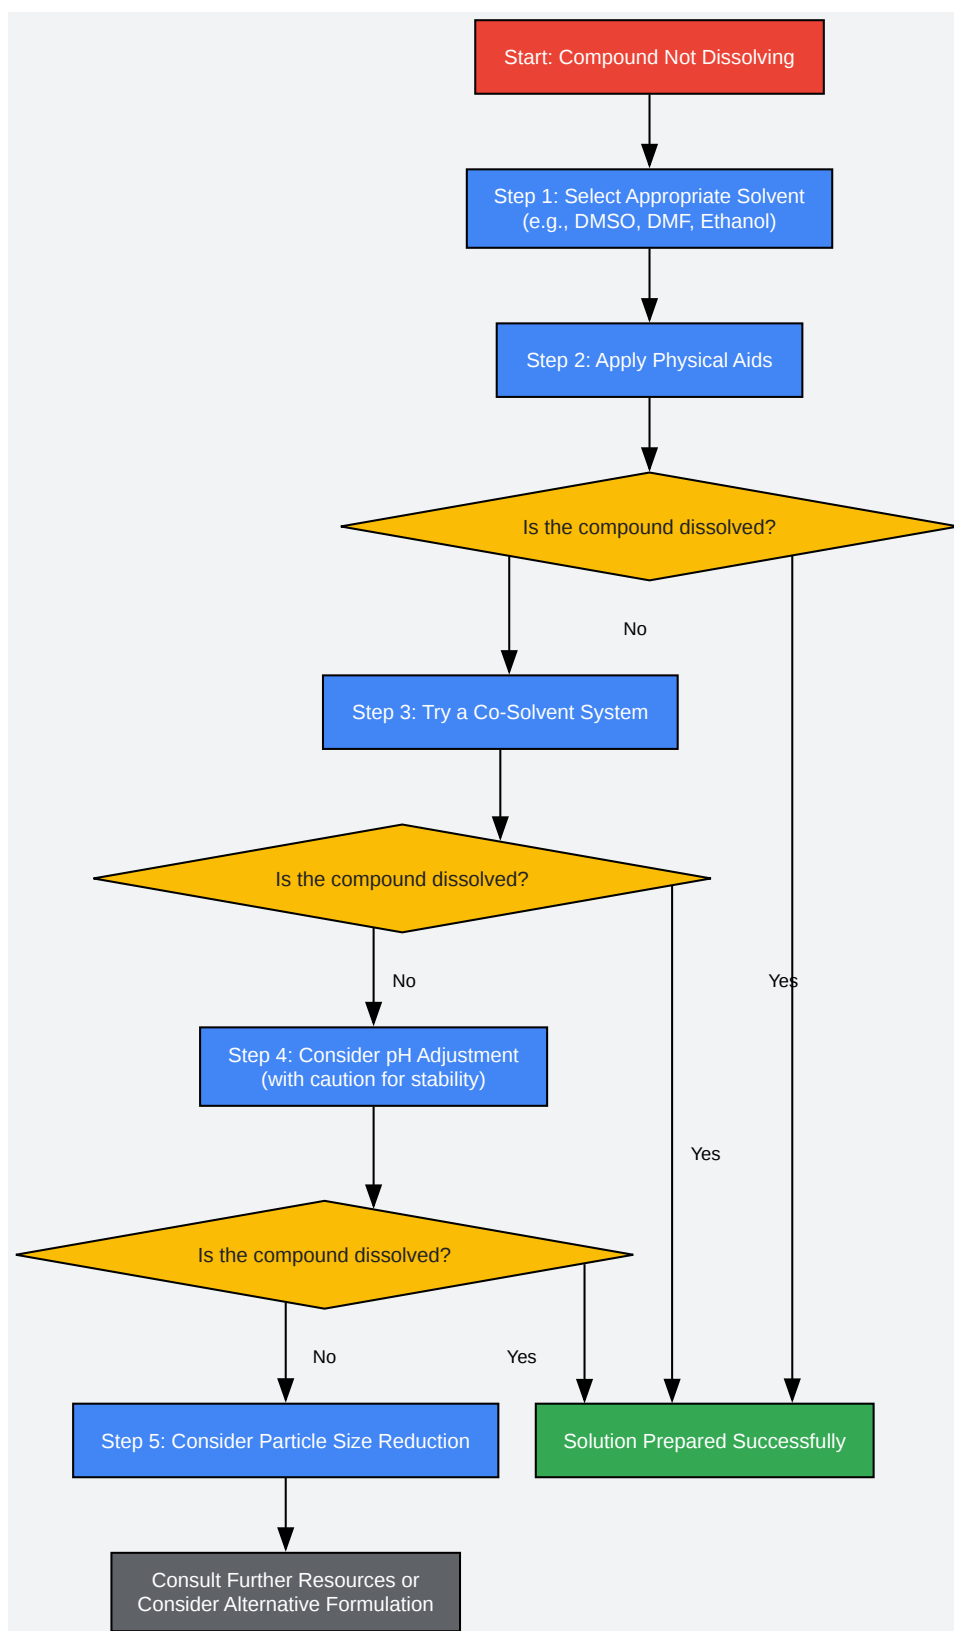 Start: Compound Not Dissolving
Step 1: Select Appropriate Solvent
(e.g., DMSO, DMF, Ethanol)
Step 2: Apply Physical Aids
Is the compound dissolved?
No
Step 3: Try a Co-Solvent System
Is the compound dissolved?
No
Yes
Step 4: Consider pH Adjustment
(with caution for stability)
Yes
Is the compound dissolved?
No
Yes
Step 5: Consider Particle Size Reduction
Solution Prepared Successfully
Consult Further Resources or
Consider Alternative Formulation